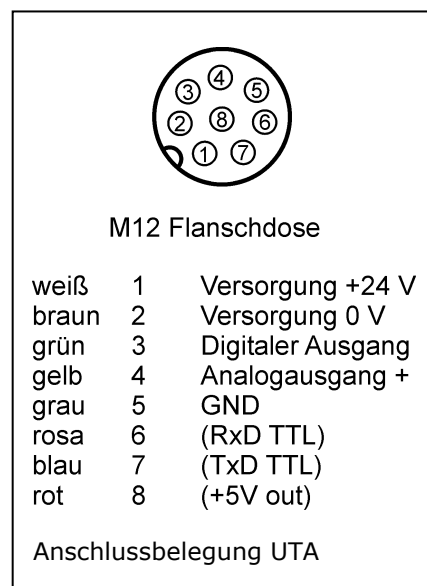 4
3 5
2 8 6
1 7
M12 Flanschdose
weiß 1 Versorgung +24 V
braun 2 Versorgung 0 V
grün 3 Digitaler Ausgang
gelb 4 Analogausgang +
grau 5 GND
rosa 6 (RxD TTL)
blau 7 (TxD TTL)
rot 8 (+5V out)
Anschlussbelegung UTA